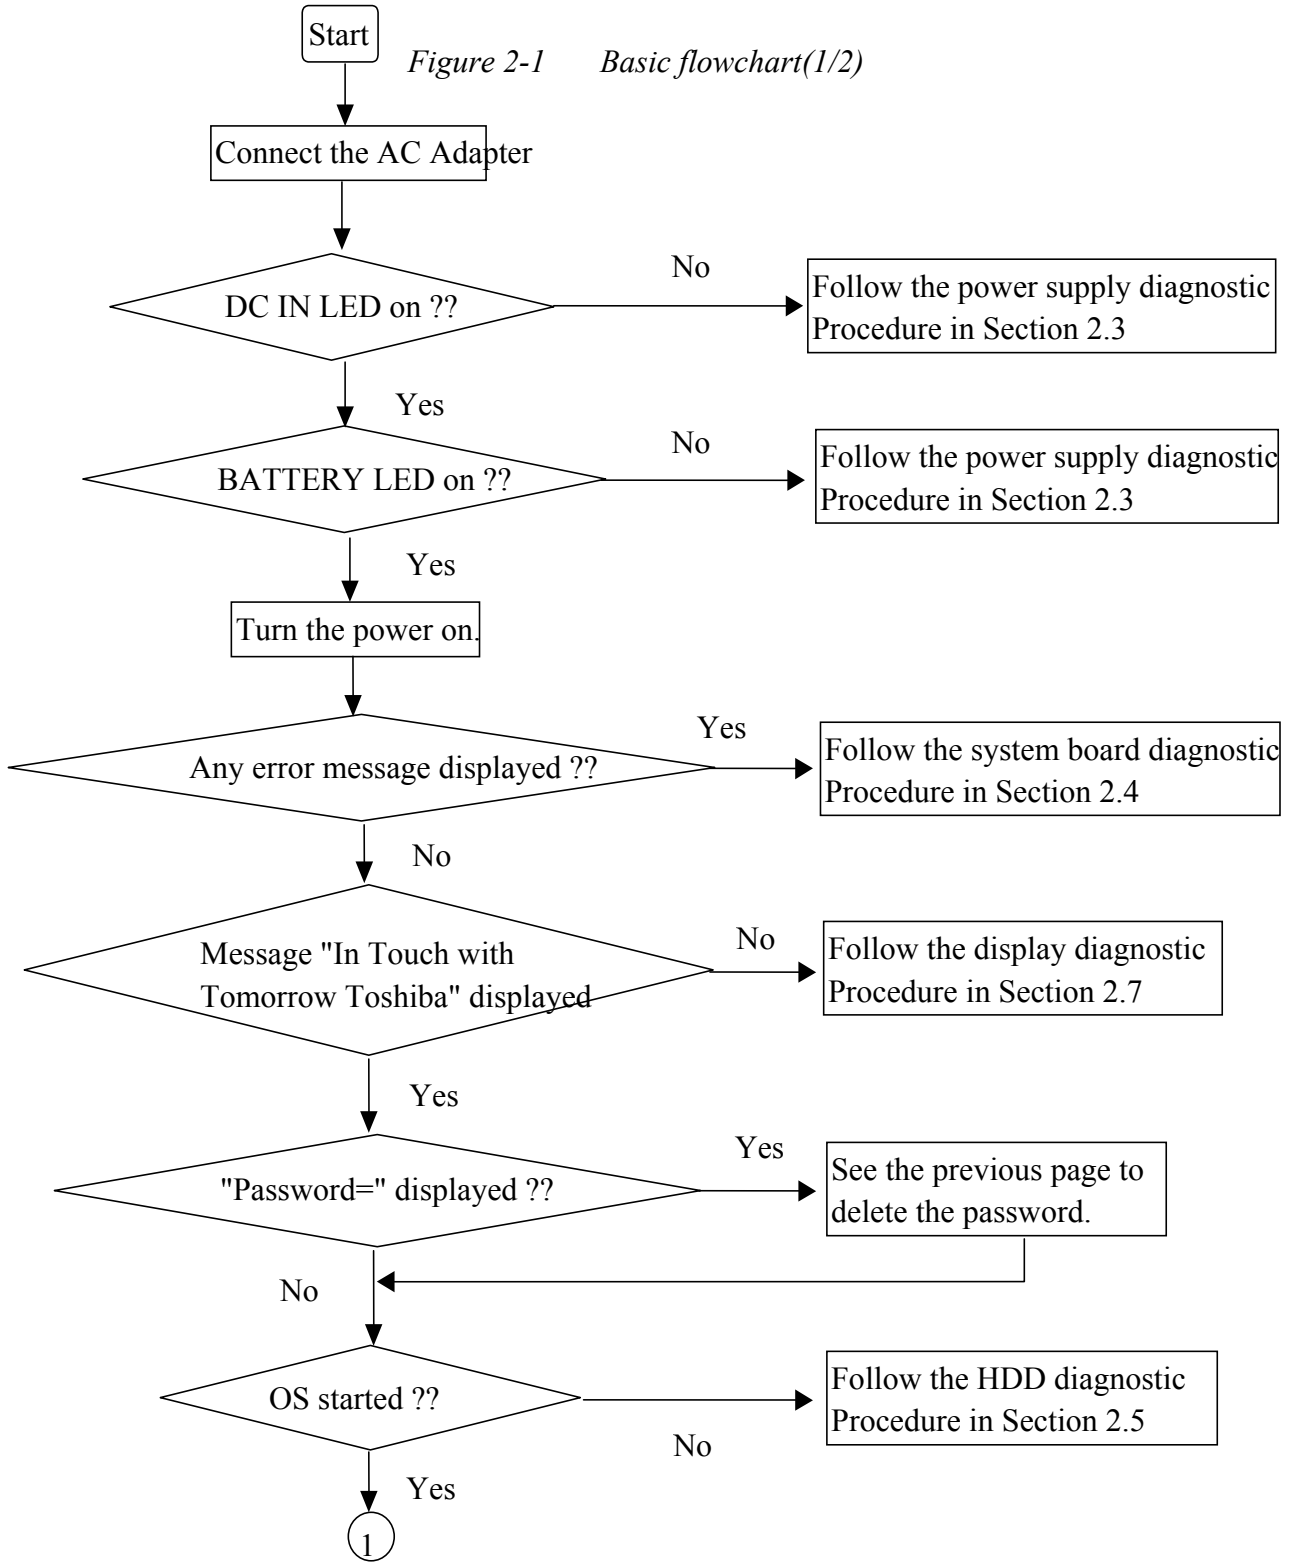 Start
Figure 2-1 Basic flowchart(1/2)
Connect the AC Adapter
DC IN LED on ??
No
Follow the power supply diagnostic
Procedure in Section 2.3
Yes
BATTERY LED on ??
No
Follow the power supply diagnostic
Procedure in Section 2.3
Yes
Turn the power on.
Any error message displayed ??
Yes
Follow the system board diagnostic
Procedure in Section 2.4
No
Message "In Touch with
Tomorrow Toshiba" displayed
No
Follow the display diagnostic
Procedure in Section 2.7
Yes
"Password=" displayed ??
Yes
See the previous page to
delete the password.
No
OS started ??
No
Follow the HDD diagnostic
Procedure in Section 2.5
Yes
1